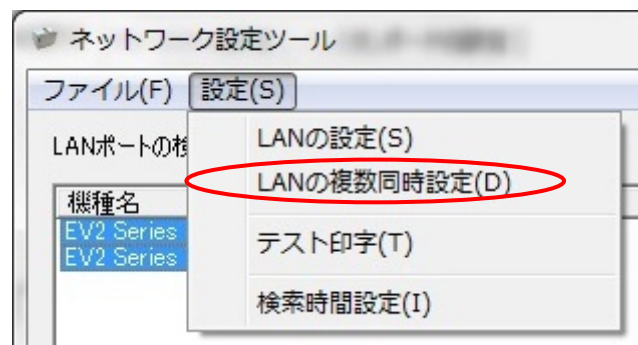 ネットワーク設定ツール
ファイル(F) 設定(S)
LANポートの検
LANの設定(S)
LANの複数同時設定(D)
機種名
EV2 Series
EV2 Series
テスト印字(T)
検索時間設定(I)